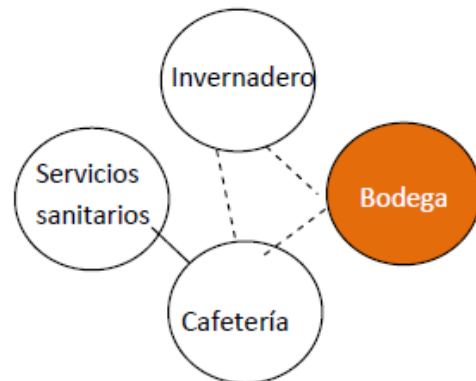 Invernadero
Servicios
sanitarios
Bodega
Cafetería